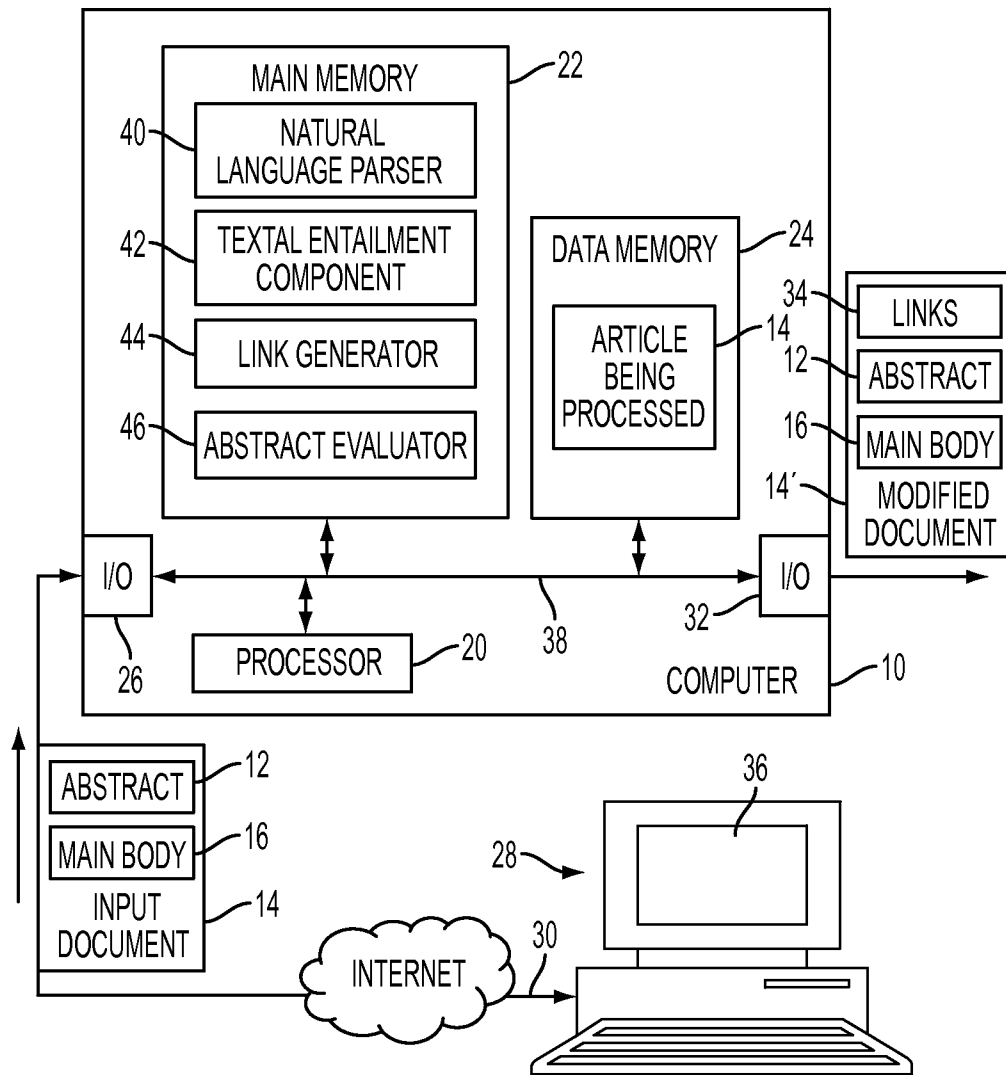 MAIN MEMORY
22
40
NATURAL
LANGUAGE PARSER
42
TEXTAL ENTAILMENT
COMPONENT
44
LINK GENERATOR
46
ABSTRACT EVALUATOR
DATA MEMORY
24
14
ARTICLE
BEING
PROCESSED
34
LINKS
12
ABSTRACT
16
MAIN BODY
14´
MODIFIED
DOCUMENT
I/O
26
38
I/O
32
PROCESSOR
20
COMPUTER
10
ABSTRACT
12
MAIN BODY
16
INPUT
DOCUMENT
14
INTERNET
30
28
36